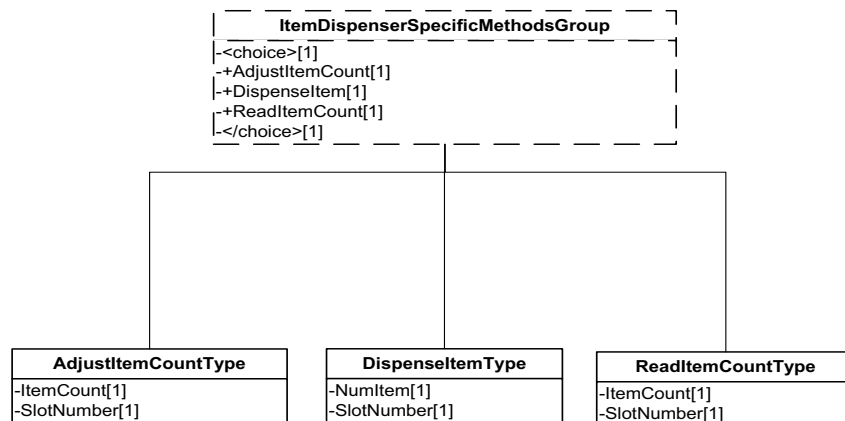 ItemDispenserSpecificMethodsGroup
-<choice>[1]
-+AdjustItemCount[1]
-+DispenseItem[1]
-+ReadItemCount[1]
-</choice>[1]
AdjustItemCountType
-ItemCount[1]
-SlotNumber[1]
DispenseItemType
-NumItem[1]
-SlotNumber[1]
ReadItemCountType
-ItemCount[1]
-SlotNumber[1]